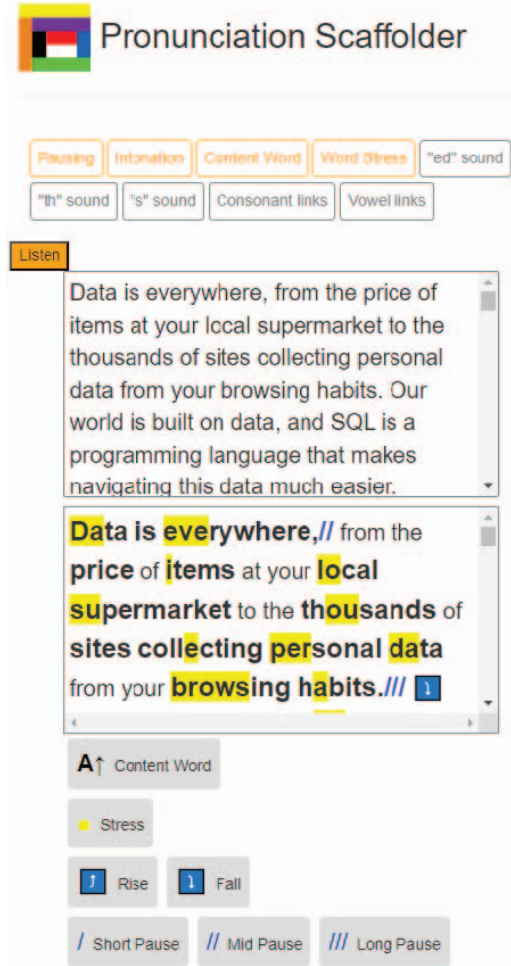 Pronunciation Scaffolder
Pausing Intonation Content Word Word Stress "ed" sound
"th" sound "s" sound Consonant links Vowel links
Listen
Data is everywhere, from the price of
items at your local supermarket to the
thousands of sites collecting personal
data from your browsing habits. Our
world is built on data, and SQL is a
programming language that makes
navigating this data much easier.
Data is everywhere,// from the
price of items at your local
supermarket to the thousands of
sites collecting personal data
from your browsing habits./// ⤵
A↑ Content Word
Stress
⤴ Rise ⤵ Fall
/ Short Pause // Mid Pause /// Long Pause